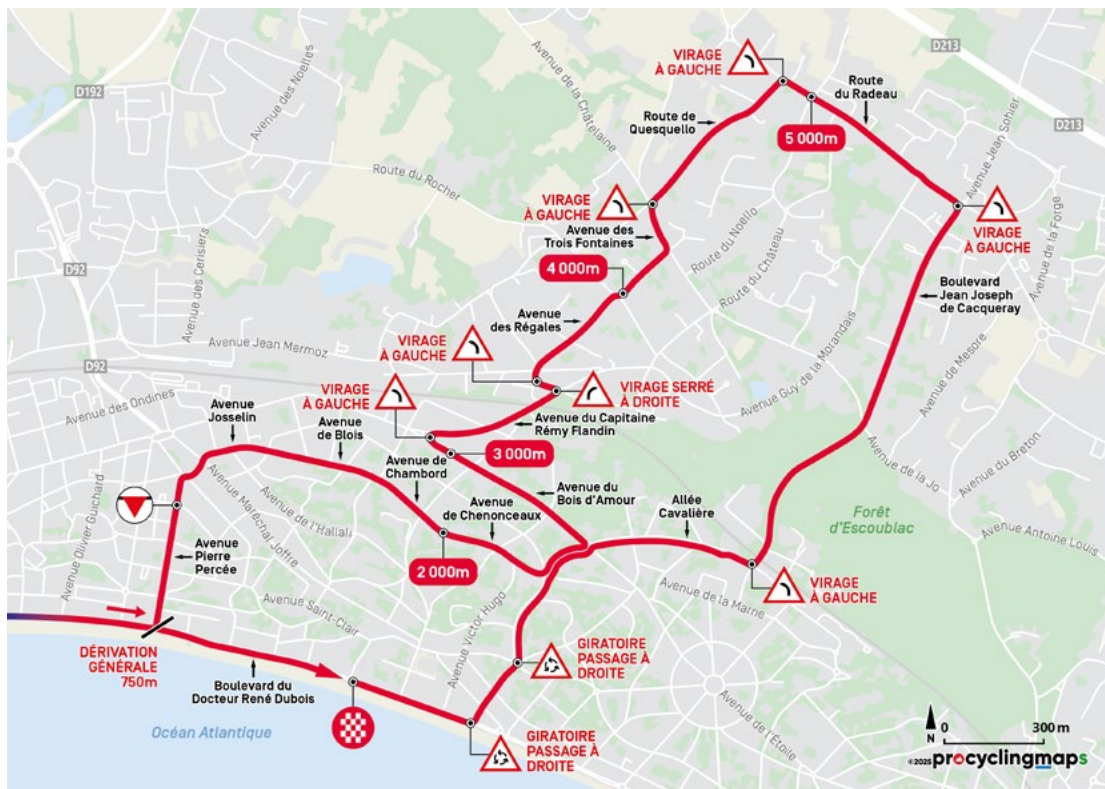 D192
Avenue des Noelles
Avenue de la Châtelaine
VIRAGE
À GAUCHE
D213
Route
du Radeau
Route de
Quesquello
5 000m
D213
Avenue Jean Sohier
Route du Rocher
VIRAGE
À GAUCHE
Avenue des
Trois Fontaines
Route du Noello
VIRAGE
À GAUCHE
Avenue de la Forge
Avenue des Cerisiers
D92
4 000m
Route du Château
Boulevard
Jean Joseph
de Cacqueray
Avenue
des Régales
Avenue Jean Mermoz
VIRAGE
À GAUCHE
Avenue Guy de la Morandais
Avenue de Mesore
D92
VIRAGE
À GAUCHE
VIRAGE SERRÉ
À DROITE
Avenue des Ondines
Avenue
Josselin
Avenue
de Blois
Avenue du Capitaine
Rémy Flandin
Avenue de
Chambord
3 000m
Avenue de la Jo
Avenue du Breton
Avenue Olivier Guichard
Avenue Maréchal Joffre
Avenue de l'Hallali
Avenue
de Chenonceaux
Avenue du
Bois d'Amour
Allée
Cavalière
Forêt
d'Escoublac
Avenue Antoine Louis
Avenue
Pierre
Percée
2 000m
Avenue de la Marne
VIRAGE
À GAUCHE
Avenue Saint-Clair
Avenue Victor Hugo
DÉRIVATION
GÉNÉRALE
750m
Boulevard du
Docteur René Dubois
GIRATOIRE
PASSAGE À
DROITE
Avenue de l'Etoile
Océan Atlantique
GIRATOIRE
PASSAGE À
DROITE
N
0 300 m
©2025 procyclingmaps